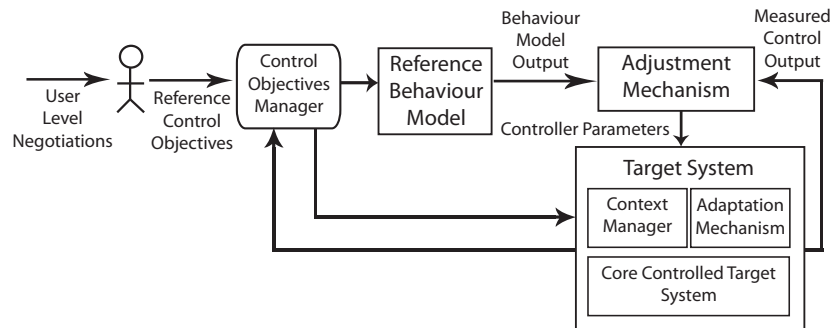 User
Level
Negotiations
Reference
Control
Objectives
Control
Objectives
Manager
Reference
Behaviour
Model
Behaviour
Model
Output
Adjustment
Mechanism
Measured
Control
Output
Controller Parameters
Target System
Context
Manager
Adaptation
Mechanism
Core Controlled Target
System